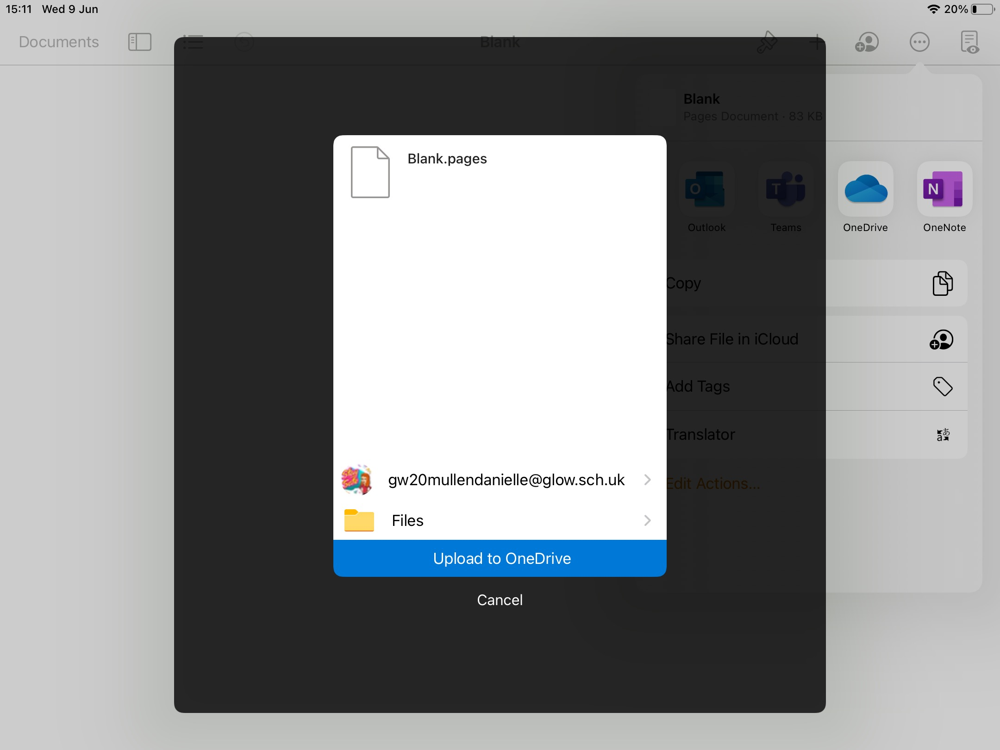 15:11 Wed 9 Jun
20%
Documents
Blank
Blank
Pages Document · 83 KB
Blank.pages
O
T
N
Outlook
Teams
OneDrive
OneNote
Copy
Share File in iCloud
Add Tags
Translator
aあ
Edit Actions...
gw20mullendanielle@glow.sch.uk
Files
Upload to OneDrive
Cancel